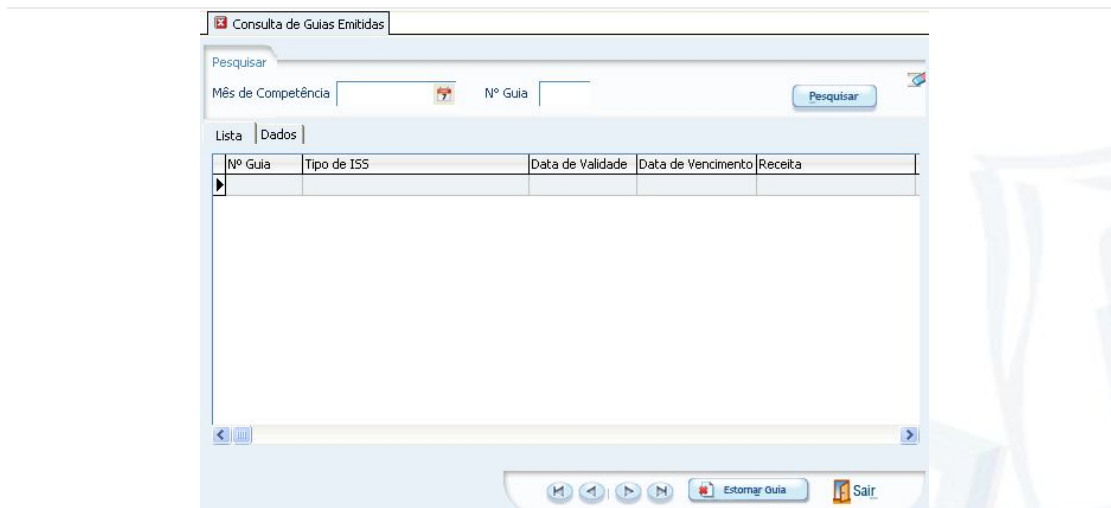 Consulta de Guias Emitidas
Pesquisar
Mês de Competência Nº Guia Pesquisar
Lista Dados
Nº Guia Tipo de ISS Data de Validade Data de Vencimento Receita
Estornar Guia Sair